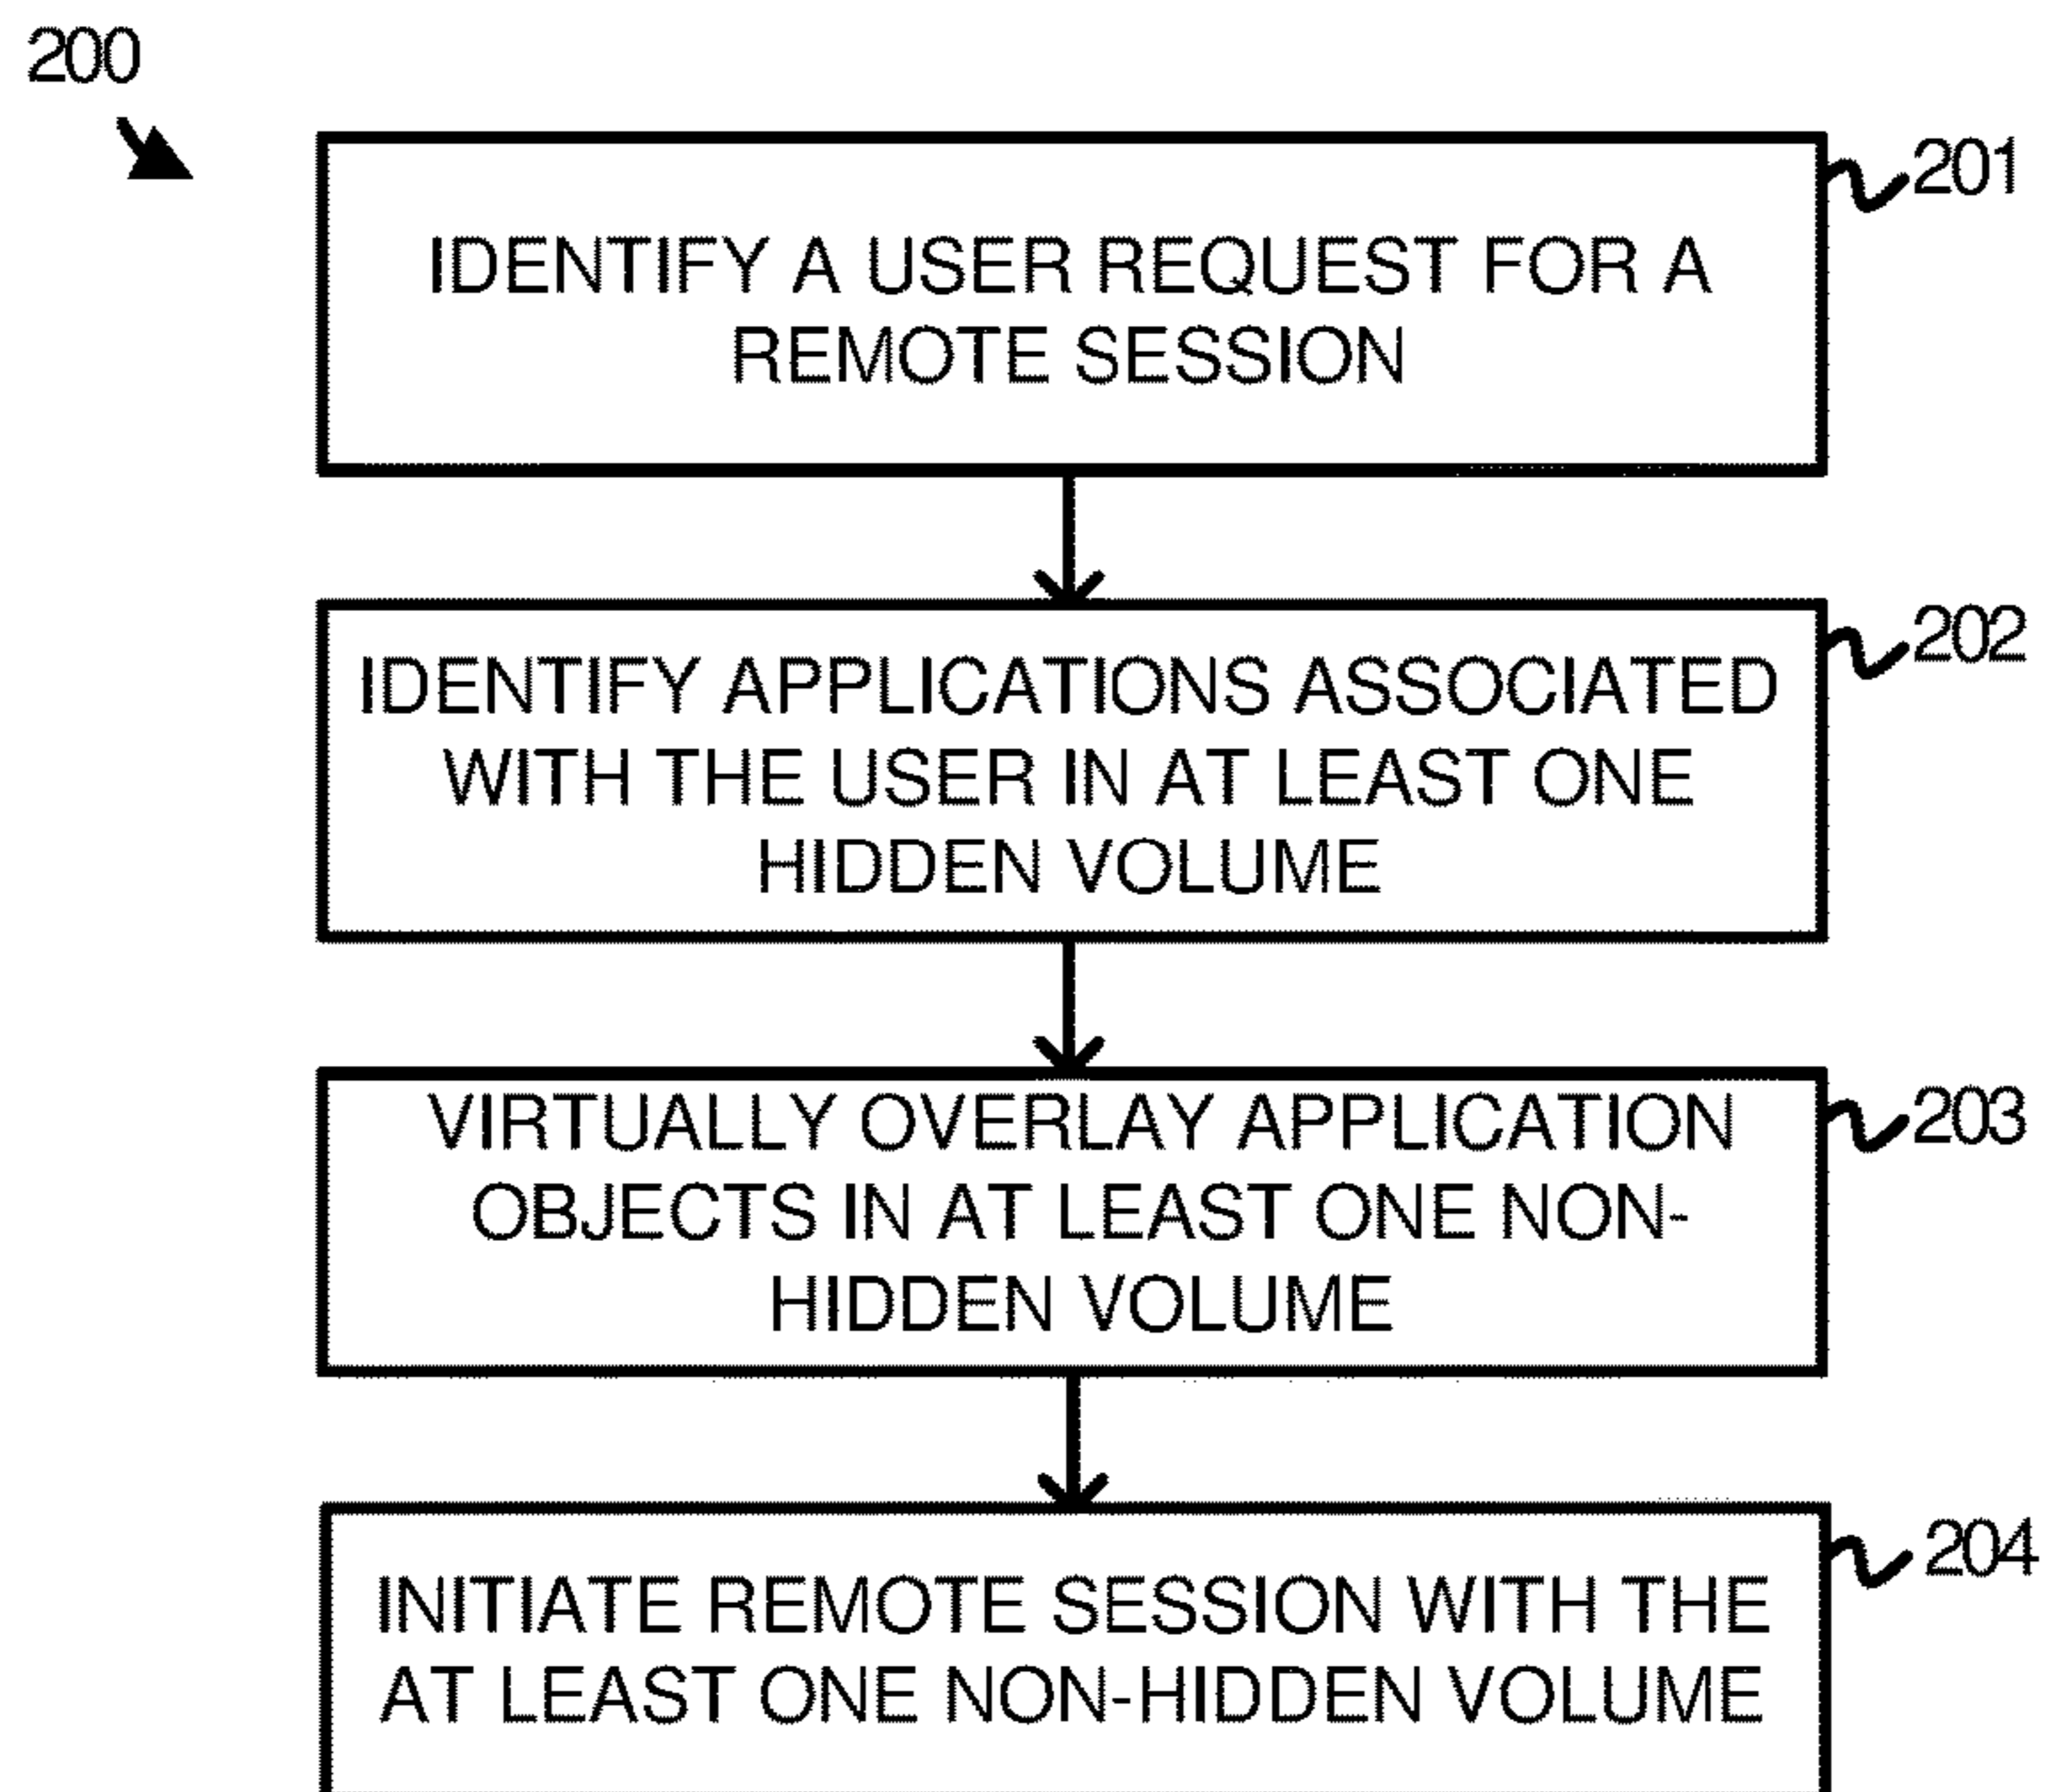 200
201
IDENTIFY A USER REQUEST FOR A
REMOTE SESSION
202
IDENTIFY APPLICATIONS ASSOCIATED
WITH THE USER IN AT LEAST ONE
HIDDEN VOLUME
203
VIRTUALLY OVERLAY APPLICATION
OBJECTS IN AT LEAST ONE NON-
HIDDEN VOLUME
204
INITIATE REMOTE SESSION WITH THE
AT LEAST ONE NON-HIDDEN VOLUME